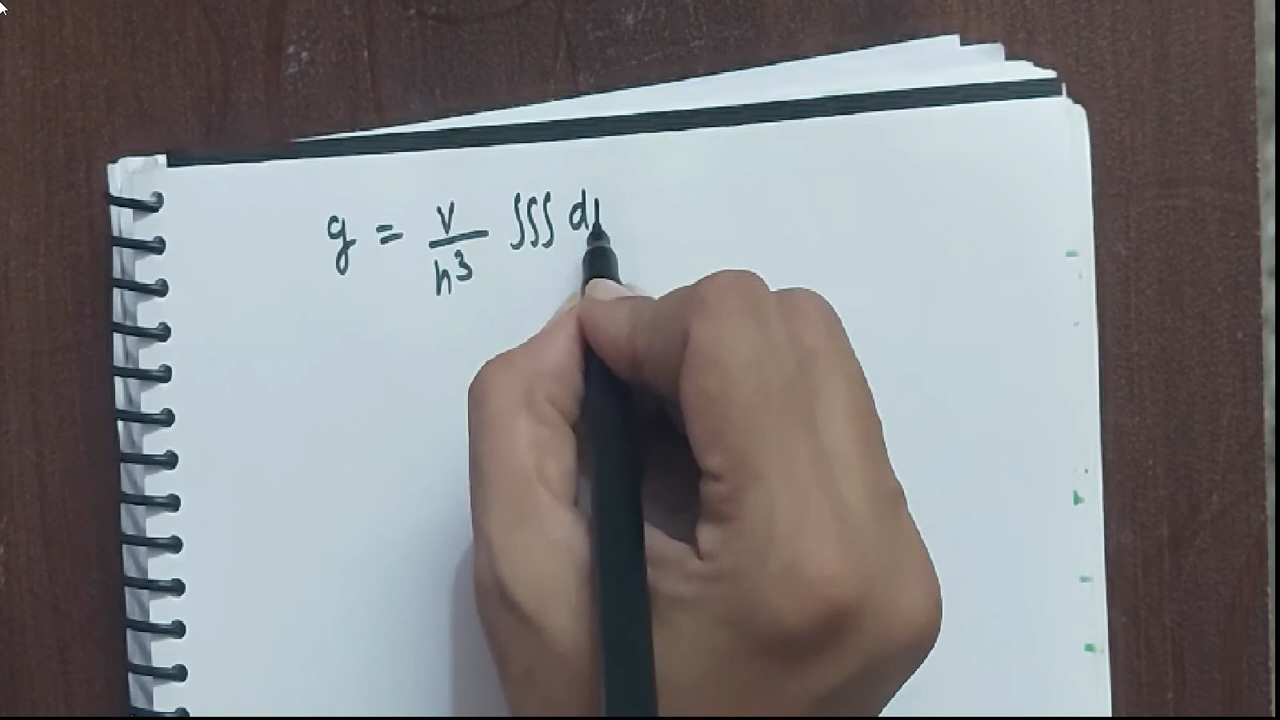 g = V/h³ ∫∫∫ d